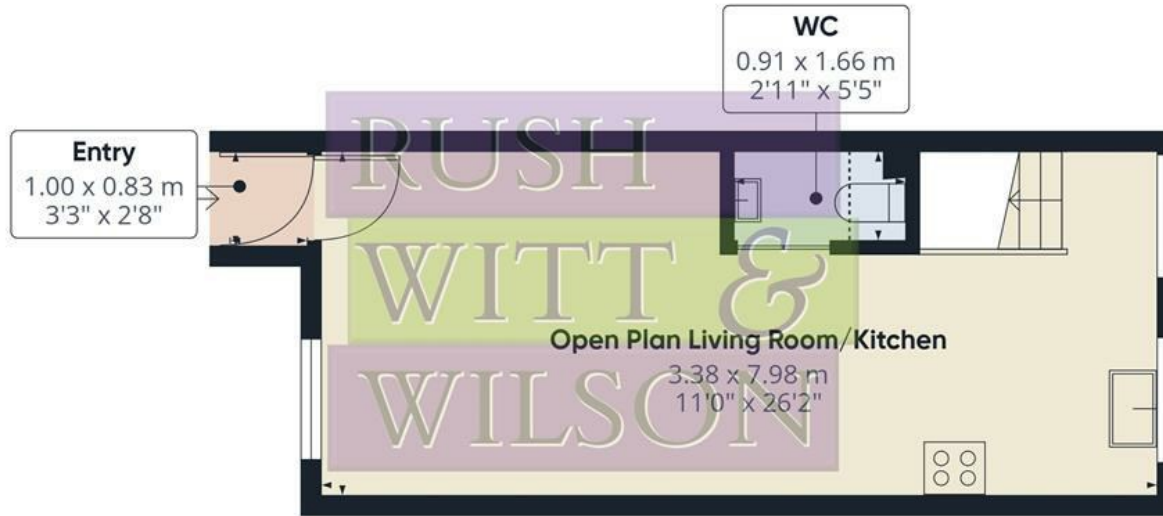 WC
0.91 x 1.66 m
2'11" x 5'5"
Entry
1.00 x 0.83 m
3'3" x 2'8"
RUSH
WITT &
WILSON
Open Plan Living Room/Kitchen
3.38 x 7.98 m
11'0" x 26'2"